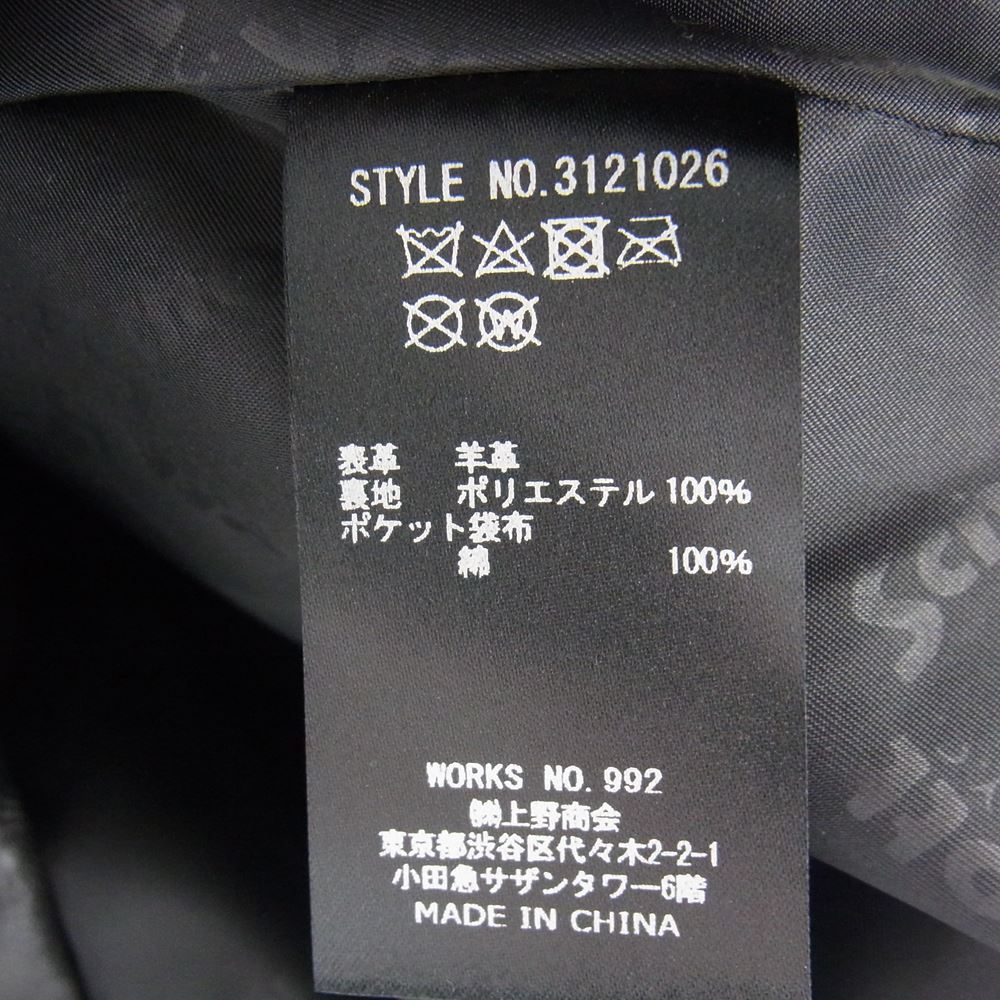 STYLE NO.3121026
表革 羊革
裏地 ポリエステル 100%
ポケット袋布
綿 100%
WORKS NO. 992
㈱上野商会
東京都渋谷区代々木2-2-1
小田急サザンタワー6階
MADE IN CHINA